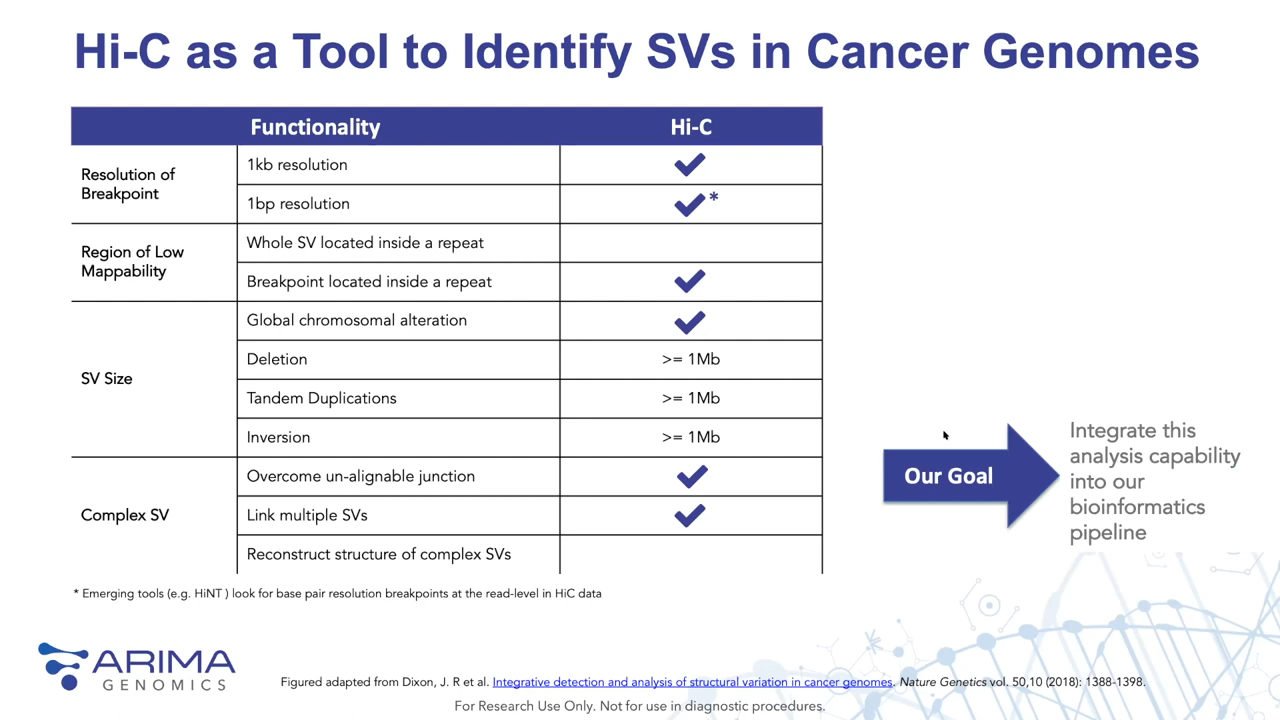 Hi-C as a Tool to Identify SVs in Cancer Genomes
Functionality Hi-C
Resolution of
Breakpoint
1kb resolution
1bp resolution *
Region of Low
Mappability
Whole SV located inside a repeat
Breakpoint located inside a repeat
SV Size
Global chromosomal alteration
Deletion >= 1Mb
Tandem Duplications >= 1Mb
Inversion >= 1Mb
Complex SV
Overcome un-alignable junction
Link multiple SVs
Reconstruct structure of complex SVs
Our Goal
Integrate this
analysis capability
into our
bioinformatics
pipeline
* Emerging tools (e.g. HiNT ) look for base pair resolution breakpoints at the read-level in HiC data
ARIMA
GENOMICS
Figured adapted from Dixon, J. R et al. Integrative detection and analysis of structural variation in cancer genomes. Nature Genetics vol. 50,10 (2018): 1388-1398.
For Research Use Only. Not for use in diagnostic procedures.